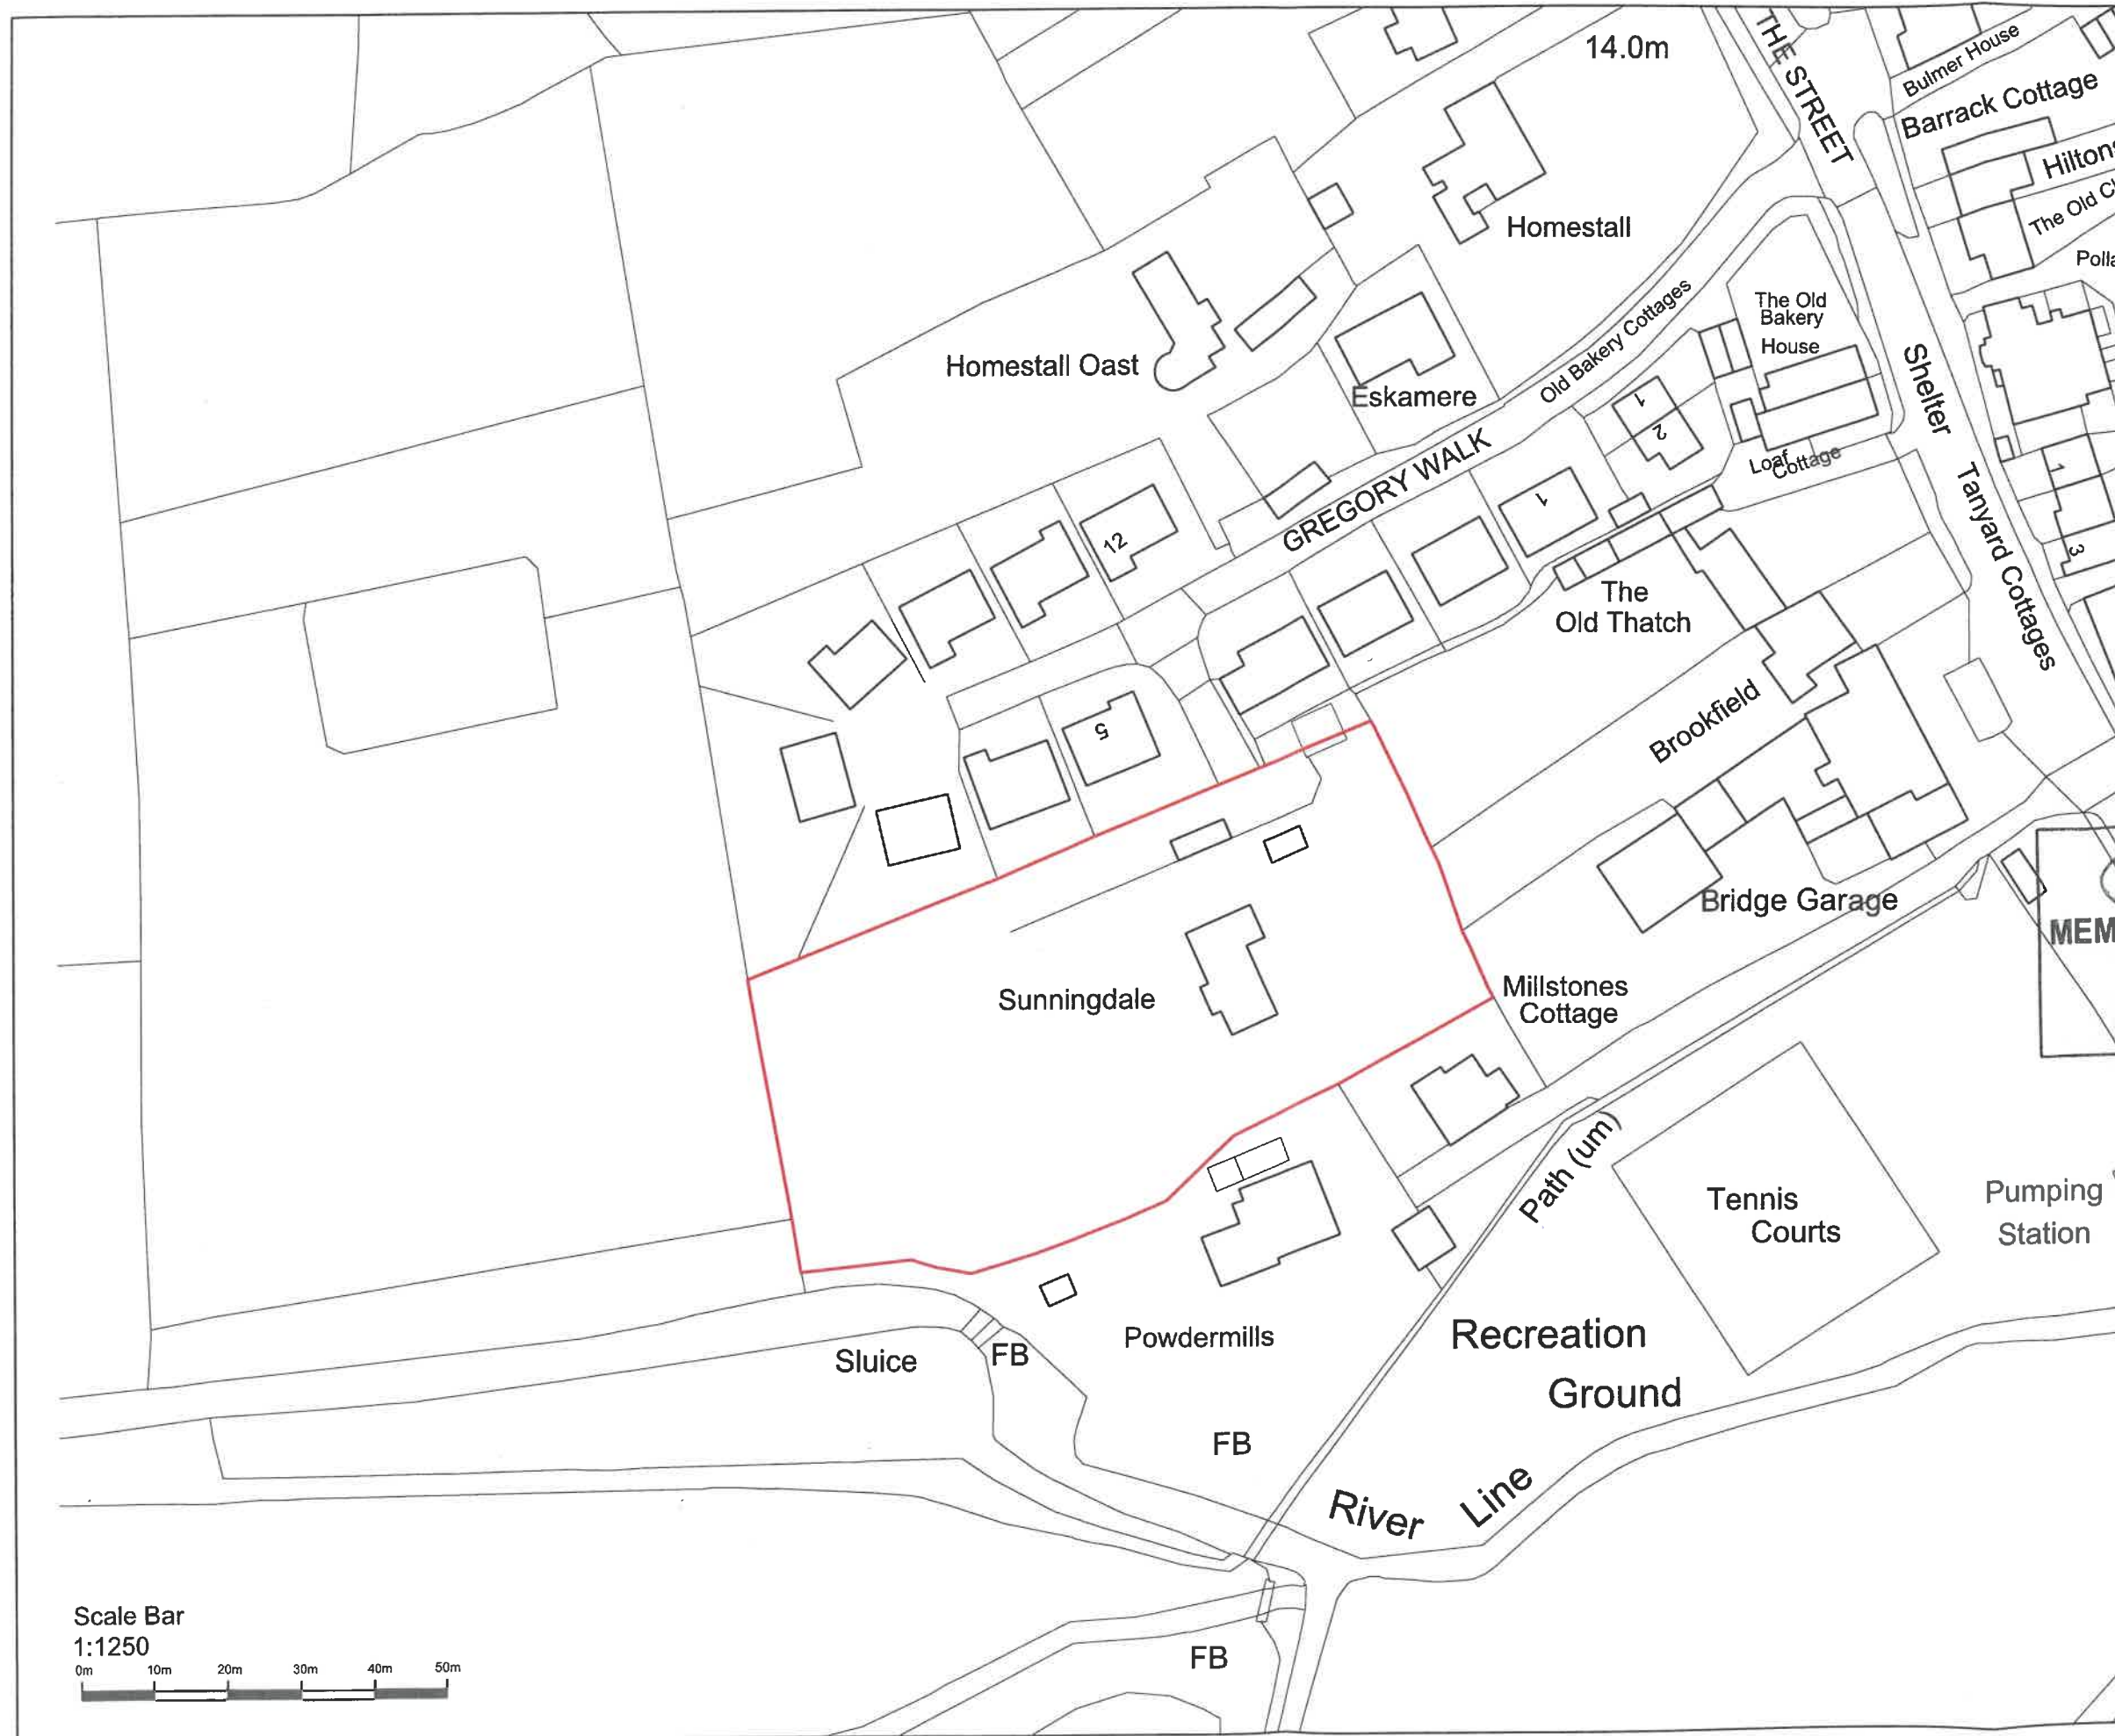 14.0m
THE STREET
Bulmer House
Barrack Cottage
Hiltons
The Old C
Polla
Homestall
Homestall Oast
Eskamere
Old Bakery Cottages
The Old
Bakery
House
Shelter
1
2
Loaf
Cottage
GREGORY WALK
1
12
Tanyard Cottages
1
3
The
Old Thatch
5
Brookfield
Bridge Garage
MEM
Sunningdale
Millstones
Cottage
Path (um)
Tennis
Courts
Pumping
Station
Powdermills
Recreation
Ground
Sluice
FB
FB
River Line
FB
Scale Bar
1:1250
0m 10m 20m 30m 40m 50m